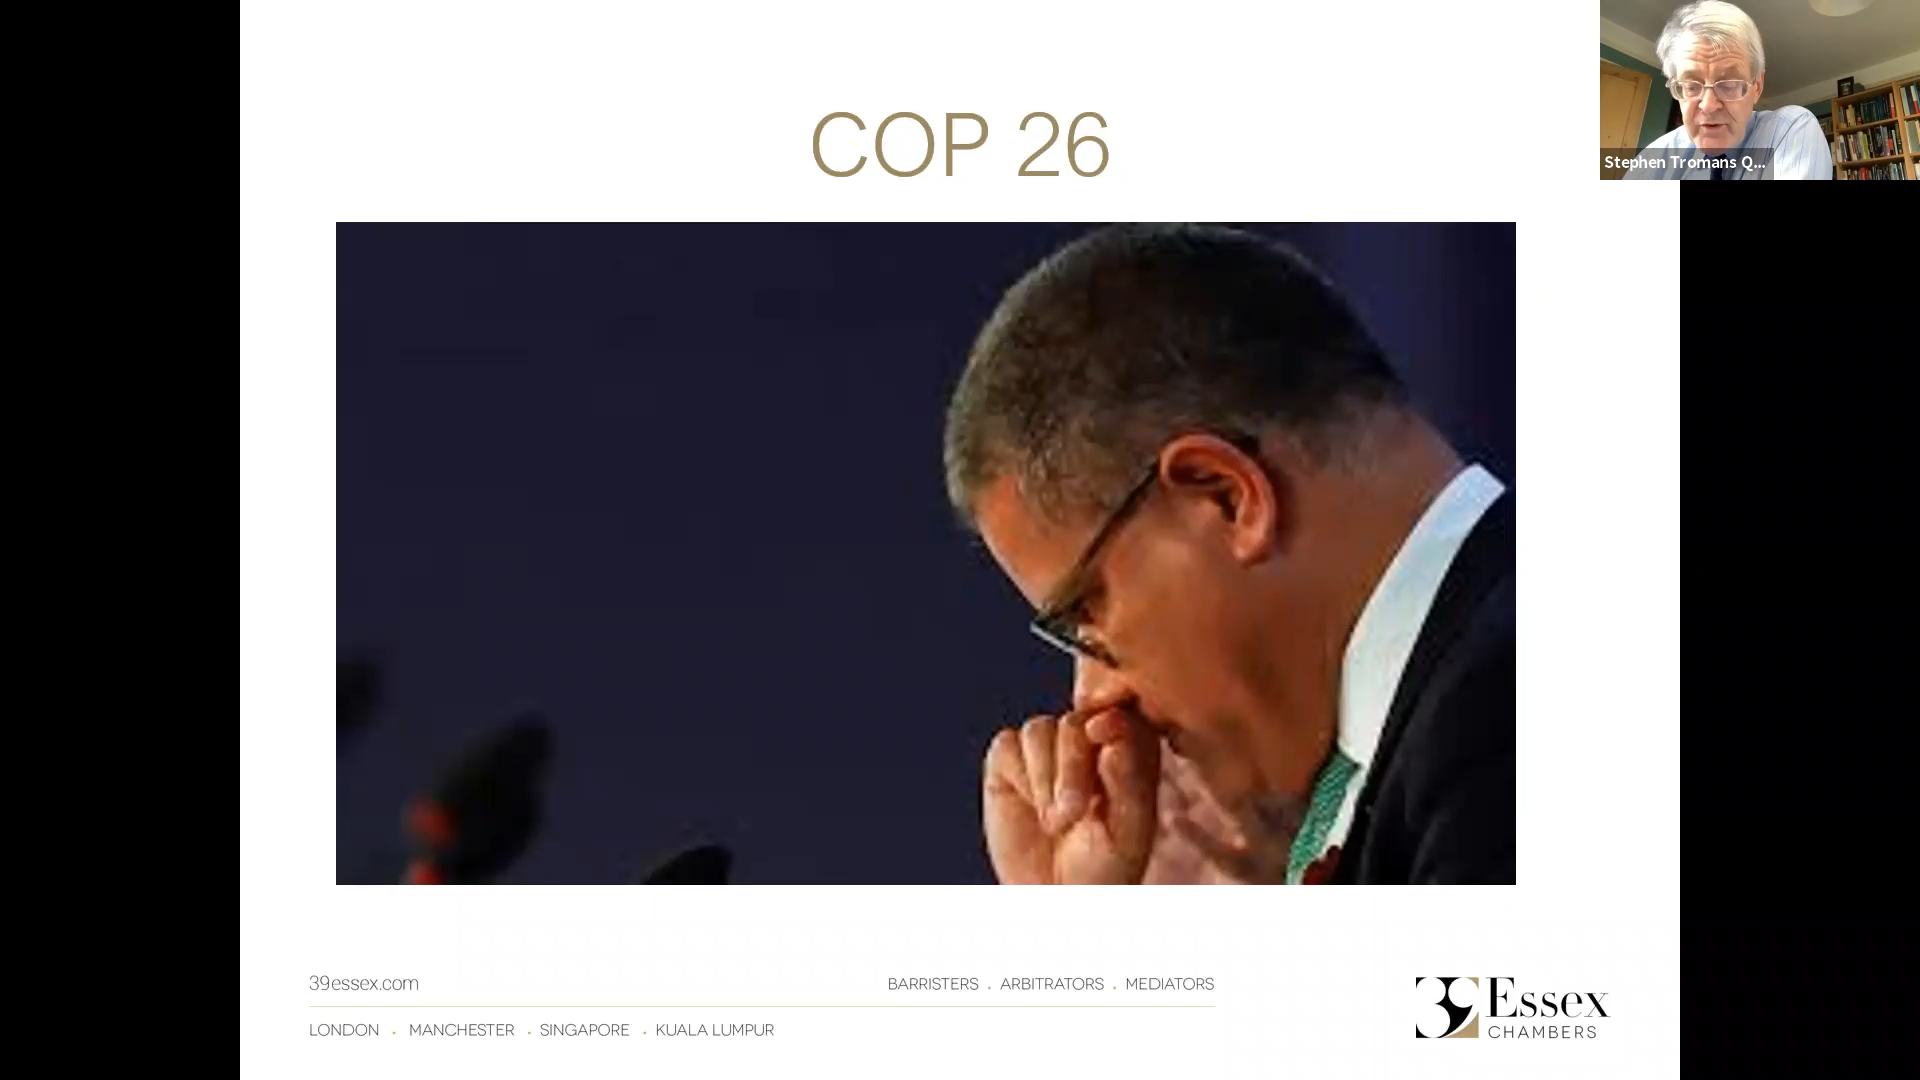 COP 26
Stephen Tromans Q...
39essex.com
BARRISTERS . ARBITRATORS . MEDIATORS
LONDON . MANCHESTER . SINGAPORE . KUALA LUMPUR
39 Essex
CHAMBERS